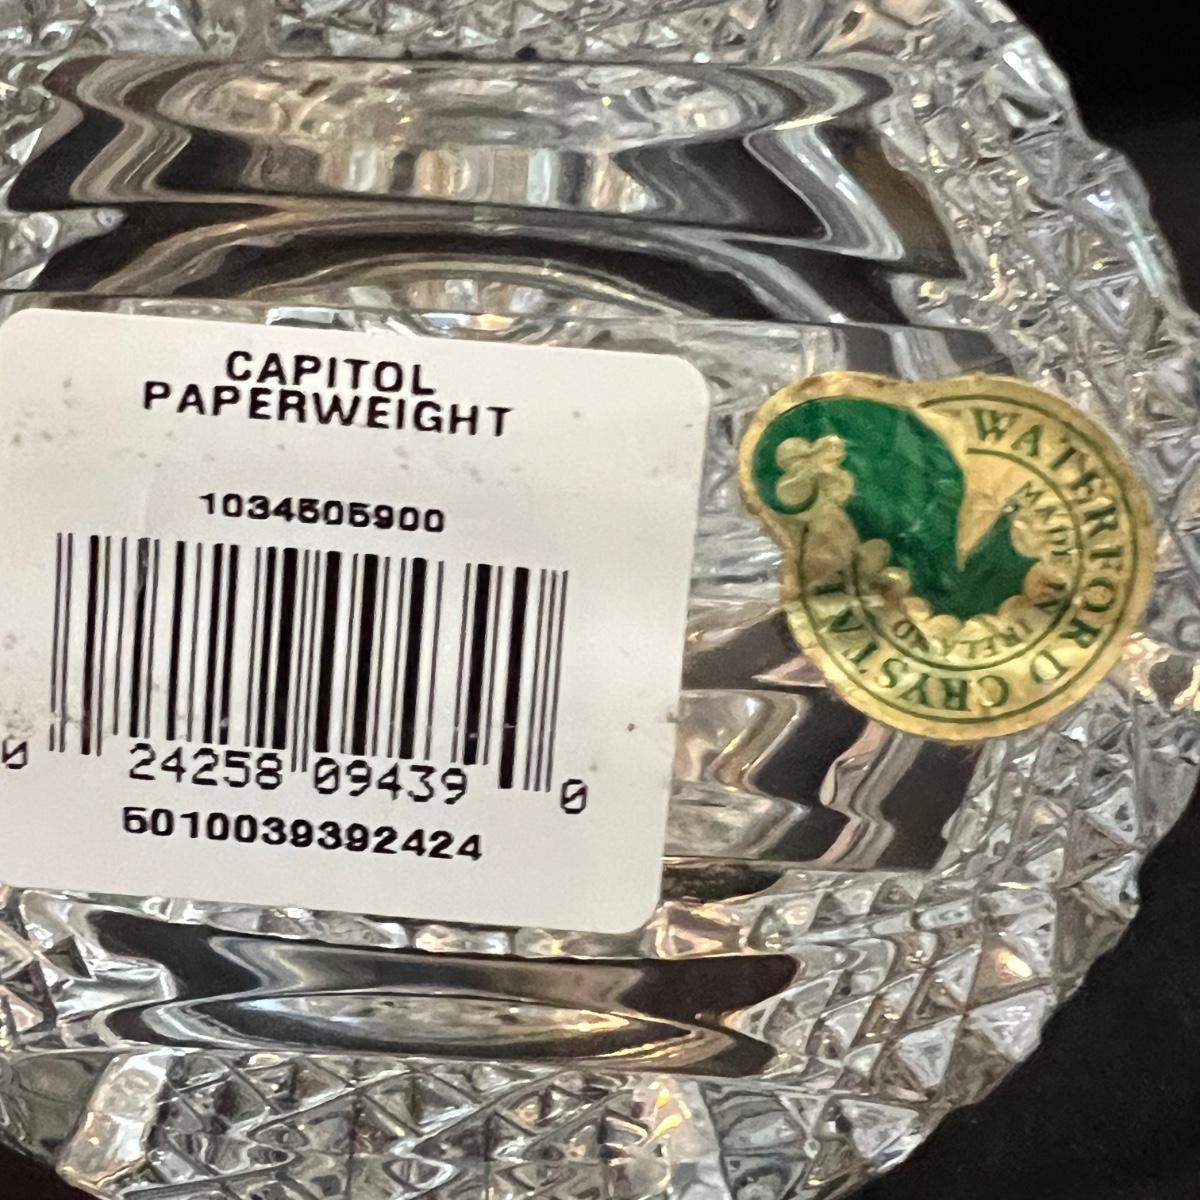 CAPITOL
PAPERWEIGHT
1034505900
0 24258 09439 0
5010039392424
WATERFORD CRYSTAL
MADE IN IRELAND